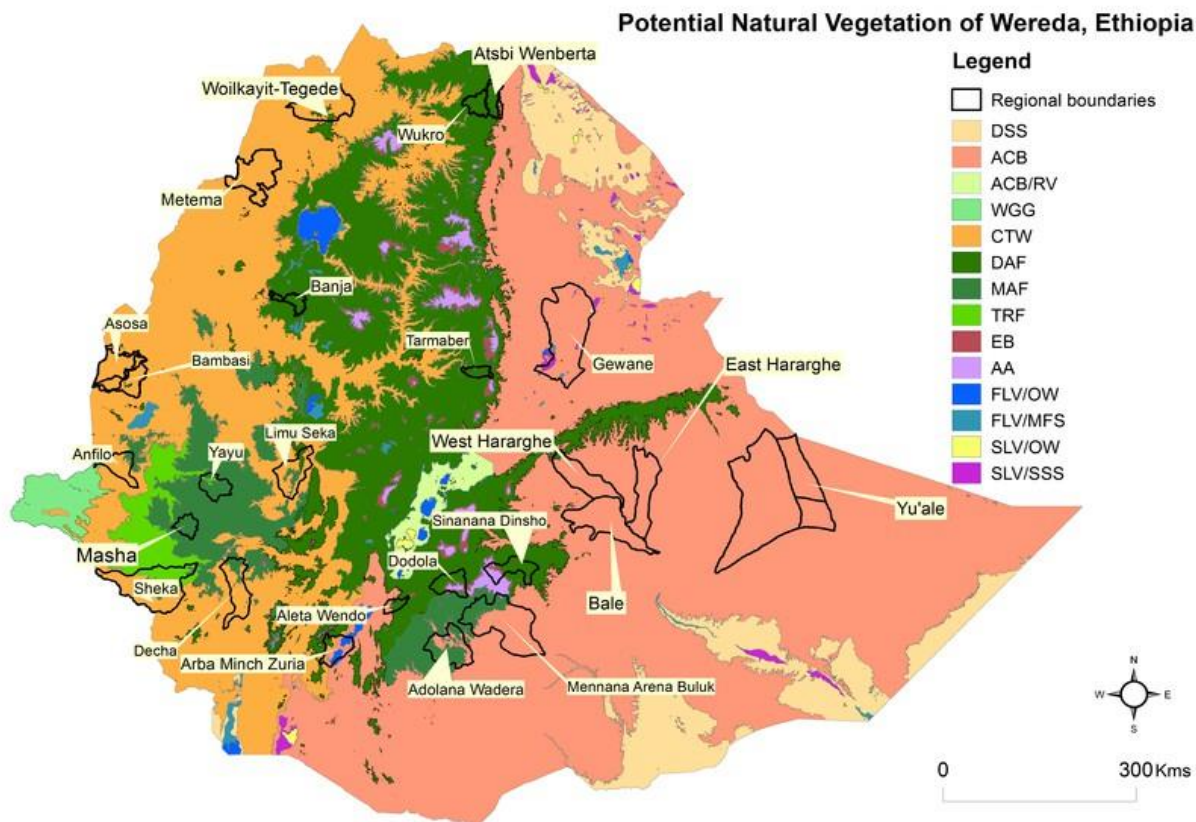 Potential Natural Vegetation of Wereda, Ethiopia
Legend
Regional boundaries
DSS
ACB
ACB/RV
WGG
CTW
DAF
MAF
TRF
EB
AA
FLV/OW
FLV/MFS
SLV/OW
SLV/SSS
Atsbi Wenberta
Woilkayit-Tegede
Wukro
Metema
Banja
Asosa
Bambasi
Tarmaber
Gewane
East Hararghe
West Hararghe
Limu Seka
Anfilo
Yayu
Yu'ale
Sinanana Dinsho
Masha
Dodola
Sheka
Bale
Aleta Wendo
Decha
Arba Minch Zuria
Adolana Wadera
Mennana Arena Buluk
N
W E
S
0 300 Kms